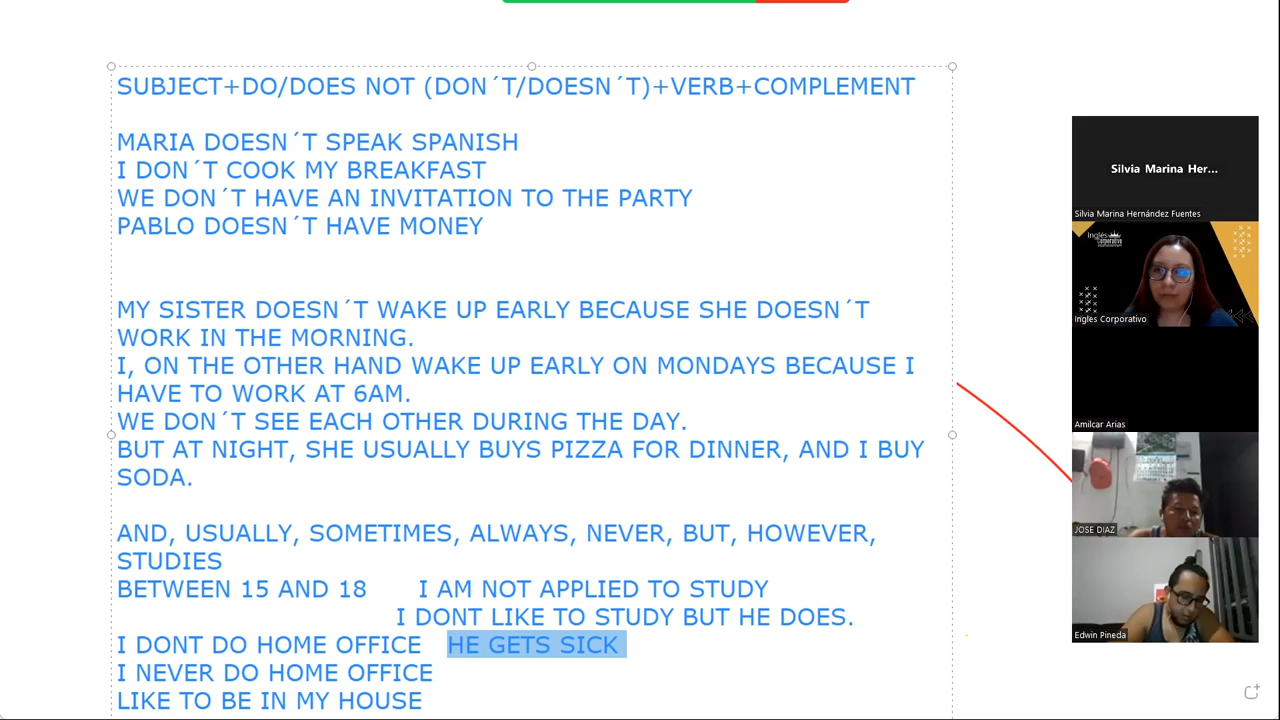 SUBJECT+DO/DOES NOT (DON´T/DOESN´T)+VERB+COMPLEMENT
MARIA DOESN´T SPEAK SPANISH
I DON´T COOK MY BREAKFAST
WE DON´T HAVE AN INVITATION TO THE PARTY
PABLO DOESN´T HAVE MONEY
MY SISTER DOESN´T WAKE UP EARLY BECAUSE SHE DOESN´T
WORK IN THE MORNING.
I, ON THE OTHER HAND WAKE UP EARLY ON MONDAYS BECAUSE I
HAVE TO WORK AT 6AM.
WE DON´T SEE EACH OTHER DURING THE DAY.
BUT AT NIGHT, SHE USUALLY BUYS PIZZA FOR DINNER, AND I BUY
SODA.
AND, USUALLY, SOMETIMES, ALWAYS, NEVER, BUT, HOWEVER,
STUDIES
BETWEEN 15 AND 18 I AM NOT APPLIED TO STUDY
I DONT LIKE TO STUDY BUT HE DOES.
I DONT DO HOME OFFICE HE GETS SICK
I NEVER DO HOME OFFICE
LIKE TO BE IN MY HOUSE
Silvia Marina Her...
Silvia Marina Hernández Fuentes
Inglés
Corporativo
Ingles Corporativo
Amilcar Arias
JOSE DIAZ
Edwin Pineda